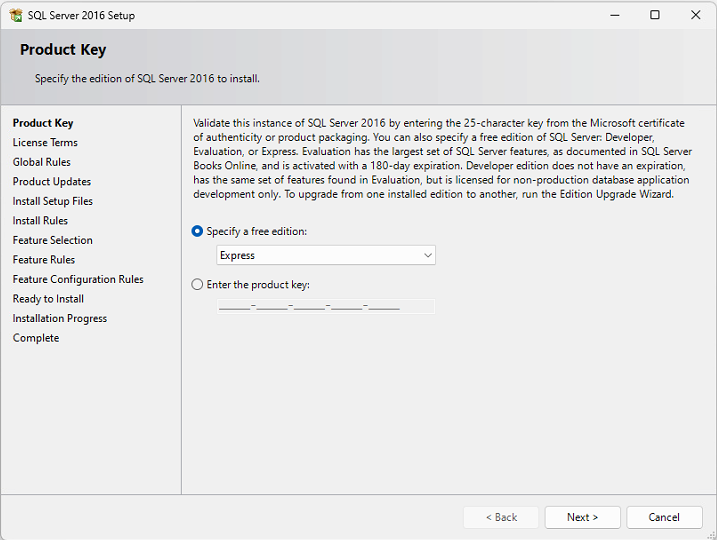 SQL Server 2016 Setup
Product Key
Specify the edition of SQL Server 2016 to install.
Product Key
License Terms
Global Rules
Product Updates
Install Setup Files
Install Rules
Feature Selection
Feature Rules
Feature Configuration Rules
Ready to Install
Installation Progress
Complete
Validate this instance of SQL Server 2016 by entering the 25-character key from the Microsoft certificate
of authenticity or product packaging. You can also specify a free edition of SQL Server: Developer,
Evaluation, or Express. Evaluation has the largest set of SQL Server features, as documented in SQL Server
Books Online, and is activated with a 180-day expiration. Developer edition does not have an expiration,
has the same set of features found in Evaluation, but is licensed for non-production database application
development only. To upgrade from one installed edition to another, run the Edition Upgrade Wizard.
Specify a free edition:
Express
Enter the product key:
_____-_____-_____-_____-_____
< Back
Next >
Cancel